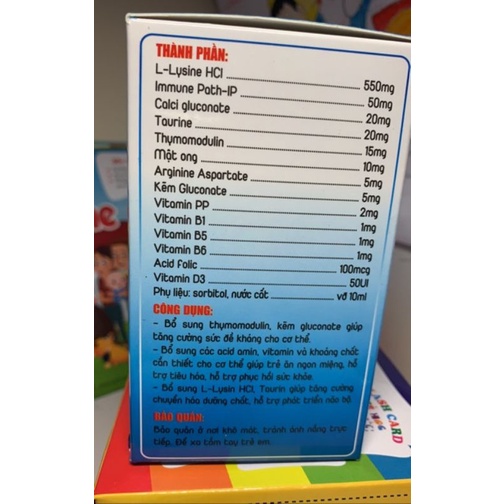 THÀNH PHẦN:
L-Lysine HCl 550mg
Immune Path-IP 50mg
Calci gluconate 20mg
Taurine 20mg
Thymomodulin 15mg
Mật ong 10mg
Arginine Aspartate 5mg
Kẽm Gluconate 5mg
Vitamin PP 2mg
Vitamin B1 1mg
Vitamin B5 1mg
Vitamin B6 1mg
Acid folic 100mcg
Vitamin D3 50UI
Phụ liệu: sorbitol, nước cất vđ 10ml
CÔNG DỤNG:
- Bổ sung thymomodulin, kẽm gluconate giúp
tăng cường sức đề kháng cho cơ thể.
- Bổ sung các acid amin, vitamin và khoáng chất
cần thiết cho cơ thể giúp trẻ ăn ngon miệng, hỗ
trợ tiêu hóa, hỗ trợ phục hồi sức khỏe.
- Bổ sung L-Lysin HCl, Taurin giúp tăng cường
chuyển hóa dưỡng chất, hỗ trợ phát triển não bộ.
BẢO QUẢN:
Bảo quản ở nơi khô mát, tránh ánh nắng trực
tiếp. Để xa tầm tay trẻ em.
CARD